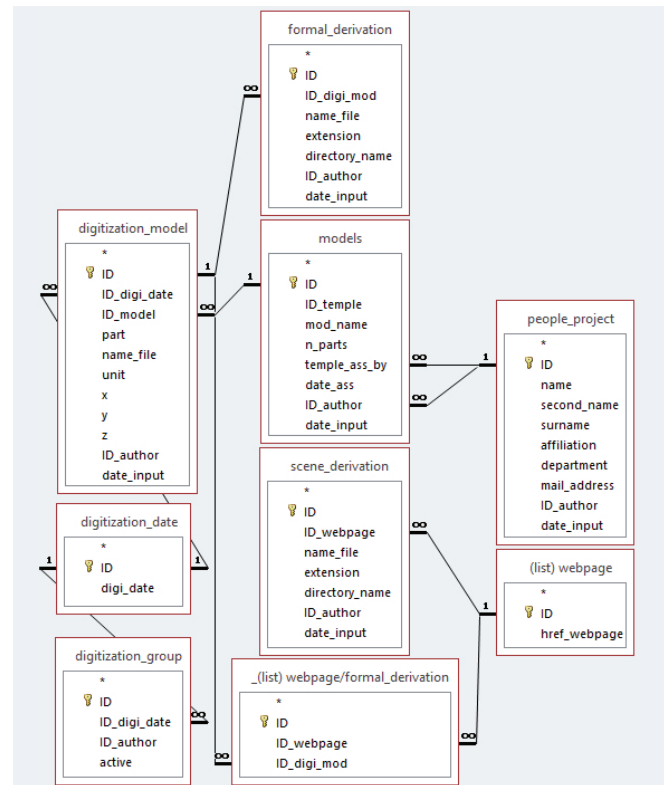 formal_derivation
*
ID
ID_digi_mod
name_file
extension
directory_name
ID_author
date_input
∞
digitization_model
*
ID
ID_digi_date
ID_model
part
name_file
unit
x
y
z
ID_author
date_input
∞
1
∞
models
*
ID
ID_temple
mod_name
n_parts
temple_ass_by
date_ass
ID_author
date_input
1
∞
∞
people_project
*
ID
name
second_name
surname
affiliation
department
mail_address
ID_author
date_input
1
scene_derivation
*
ID
ID_webpage
name_file
extension
directory_name
ID_author
date_input
∞
digitization_date
*
ID
digi_date
1
1
(list) webpage
*
ID
href_webpage
1
digitization_group
*
ID
ID_digi_date
ID_author
active
∞
_(list) webpage/formal_derivation
*
ID
ID_webpage
ID_digi_mod
∞
∞